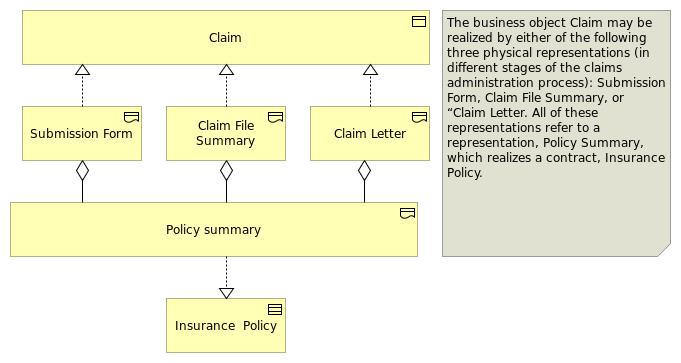 Claim
Submission Form
Claim File
Summary
Claim Letter
Policy summary
Insurance  Policy
The business object Claim may be
realized by either of the following
three physical representations (in
different stages of the claims
administration process): Submission
Form, Claim File Summary, or
“Claim Letter. All of these
representations refer to a
representation, Policy Summary,
which realizes a contract, Insurance
Policy.